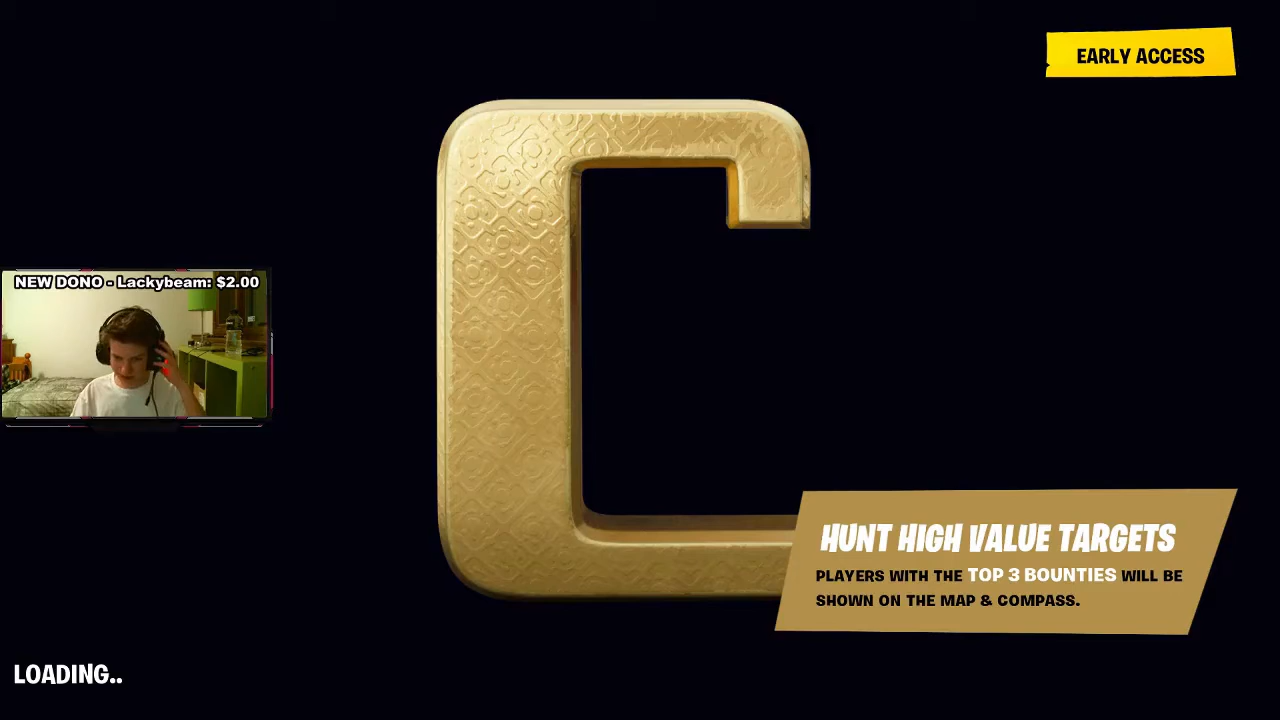 EARLY ACCESS
NEW DONO - Lackybeam: $2.00
HUNT HIGH VALUE TARGETS
PLAYERS WITH THE TOP 3 BOUNTIES WILL BE
SHOWN ON THE MAP & COMPASS.
LOADING..